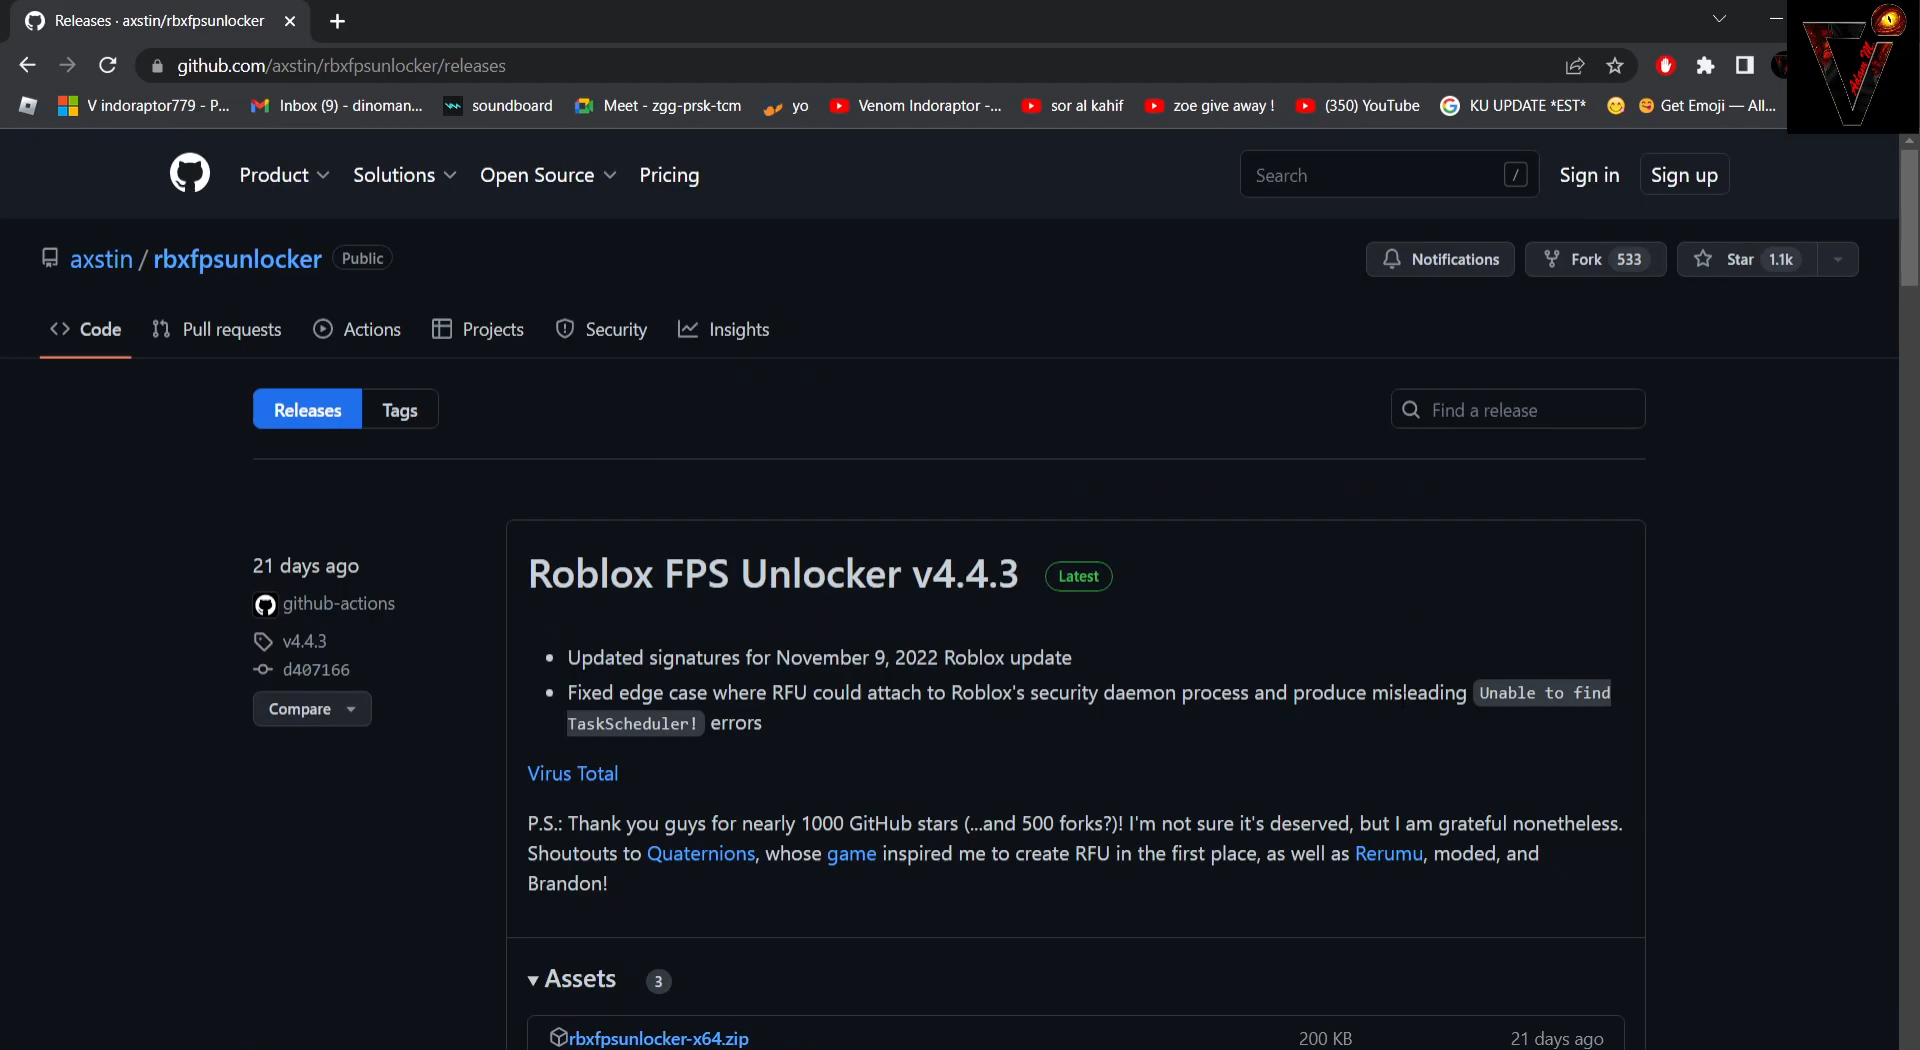 Releases · axstin/rbxfpsunlocker
github.com/axstin/rbxfpsunlocker/releases
V indoraptor779 - P... Inbox (9) - dinoman... soundboard Meet - zgg-prsk-tcm yo Venom Indoraptor -... sor al kahif zoe give away ! (350) YouTube KU UPDATE *EST* Get Emoji — All...
Product Solutions Open Source Pricing Search / Sign in Sign up
axstin / rbxfpsunlocker Public Notifications Fork 533 Star 1.1k
Code Pull requests Actions Projects Security Insights
Releases Tags Find a release
21 days ago
github-actions
v4.4.3
d407166
Compare
Roblox FPS Unlocker v4.4.3 Latest
• Updated signatures for November 9, 2022 Roblox update
• Fixed edge case where RFU could attach to Roblox's security daemon process and produce misleading Unable to find
TaskScheduler! errors
Virus Total
P.S.: Thank you guys for nearly 1000 GitHub stars (...and 500 forks?)! I'm not sure it's deserved, but I am grateful nonetheless.
Shoutouts to Quaternions, whose game inspired me to create RFU in the first place, as well as Rerumu, moded, and
Brandon!
Assets 3
rbxfpsunlocker-x64.zip 200 KB 21 days ago